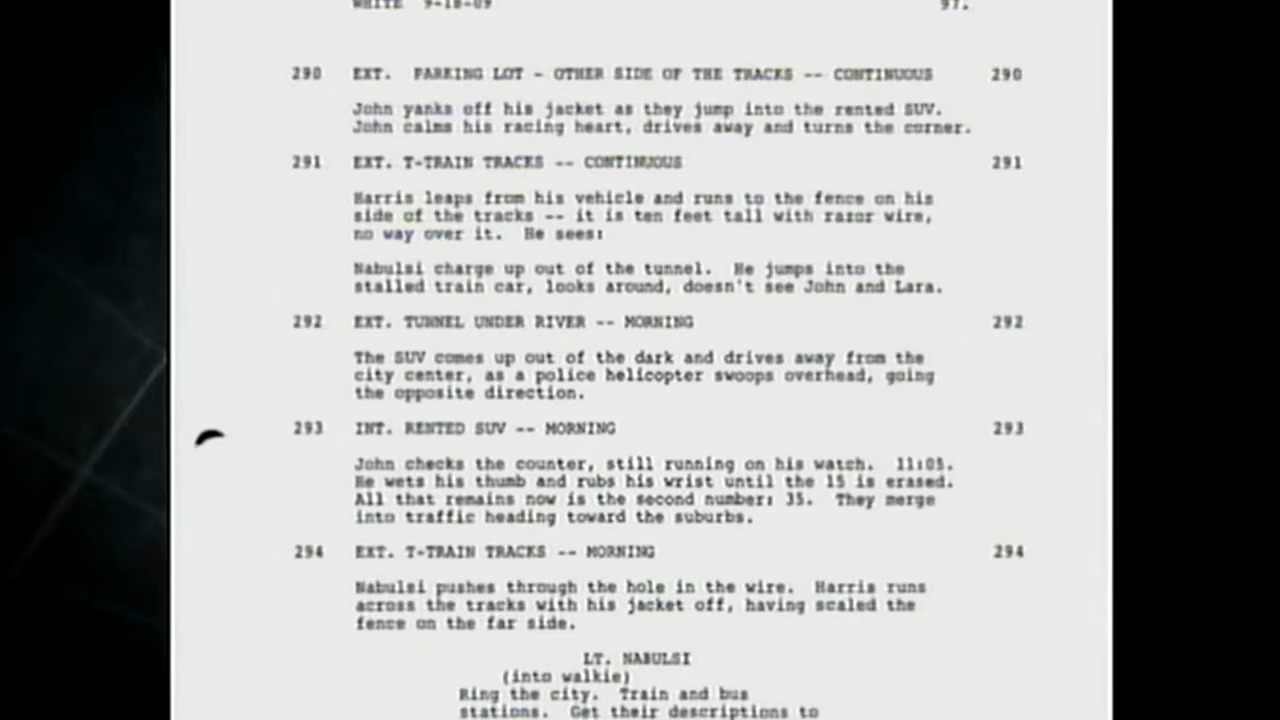 WHITE 9-18-09 97.
290 EXT. PARKING LOT - OTHER SIDE OF THE TRACKS -- CONTINUOUS 290
John yanks off his jacket as they jump into the rented SUV.
John calms his racing heart, drives away and turns the corner.
291 EXT. T-TRAIN TRACKS -- CONTINUOUS 291
Harris leaps from his vehicle and runs to the fence on his
side of the tracks -- it is ten feet tall with razor wire,
no way over it. He sees:
Nabulsi charge up out of the tunnel. He jumps into the
stalled train car, looks around, doesn't see John and Lara.
292 EXT. TUNNEL UNDER RIVER -- MORNING 292
The SUV comes up out of the dark and drives away from the
city center, as a police helicopter swoops overhead, going
the opposite direction.
293 INT. RENTED SUV -- MORNING 293
John checks the counter, still running on his watch. 11:05.
He wets his thumb and rubs his wrist until the 15 is erased.
All that remains now is the second number: 35. They merge
into traffic heading toward the suburbs.
294 EXT. T-TRAIN TRACKS -- MORNING 294
Nabulsi pushes through the hole in the wire. Harris runs
across the tracks with his jacket off, having scaled the
fence on the far side.
LT. NABULSI
(into walkie)
Ring the city. Train and bus
stations. Get their descriptions to